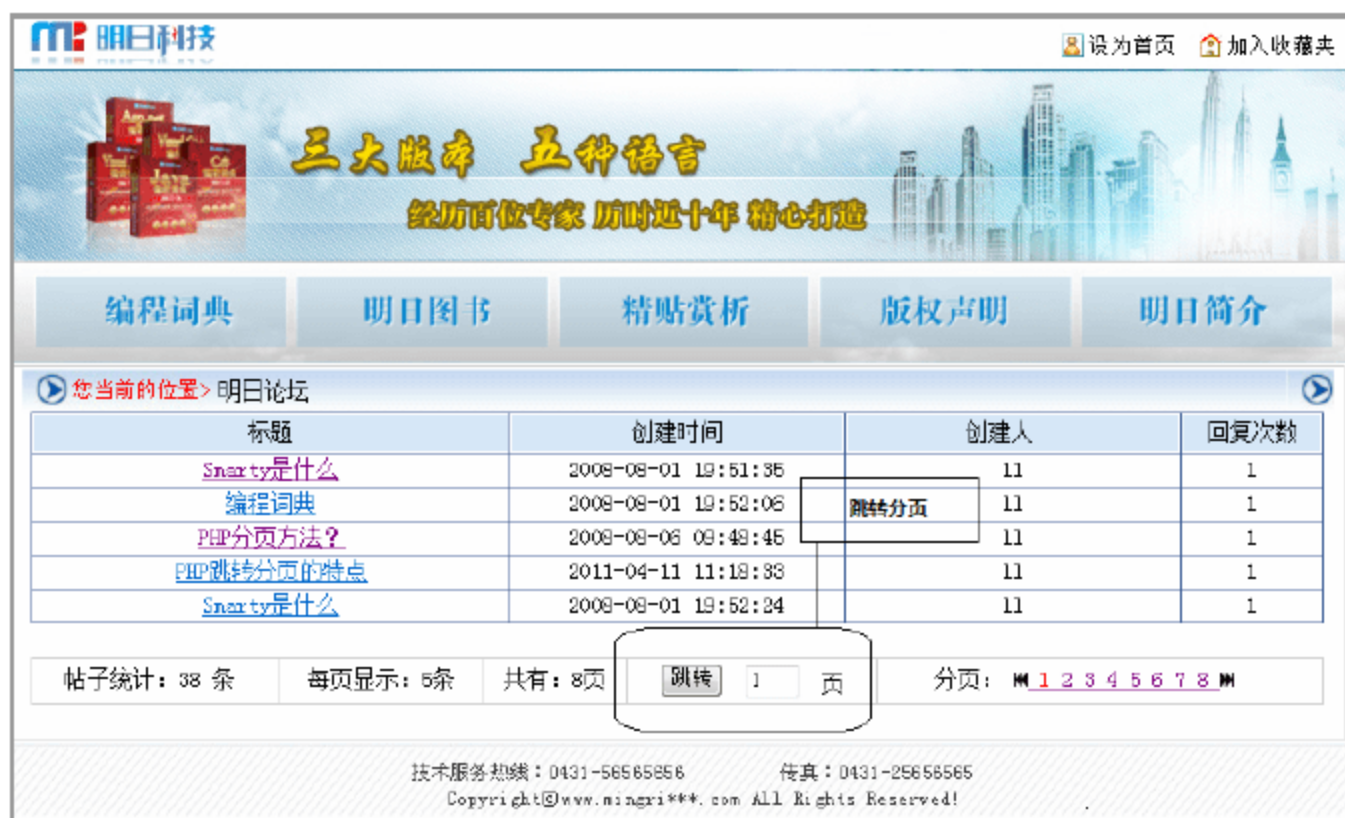 明日科技
设为首页 加入收藏夹
三大版本 五种语言
经历百位专家 历时近十年 精心打造
编程词典 明日图书 精贴赏析 版权声明 明日简介
您当前的位置> 明日论坛
标题 创建时间 创建人 回复次数
Smarty是什么 2008-08-01 19:51:35 11 1
编程词典 2008-08-01 19:52:06 11 1
跳转分页
PHP分页方法? 2008-08-06 09:49:45 11 1
PHP跳转分页的特点 2011-04-11 11:18:33 11 1
Smarty是什么 2008-08-01 19:52:24 11 1
帖子统计:38 条 每页显示:5条 共有:8页 跳转 1 页 分页: 1 2 3 4 5 6 7 8
技术服务热线:0431-56565656 传真:0431-25656565
Copyright©www.mingri***.com All Rights Reserved!